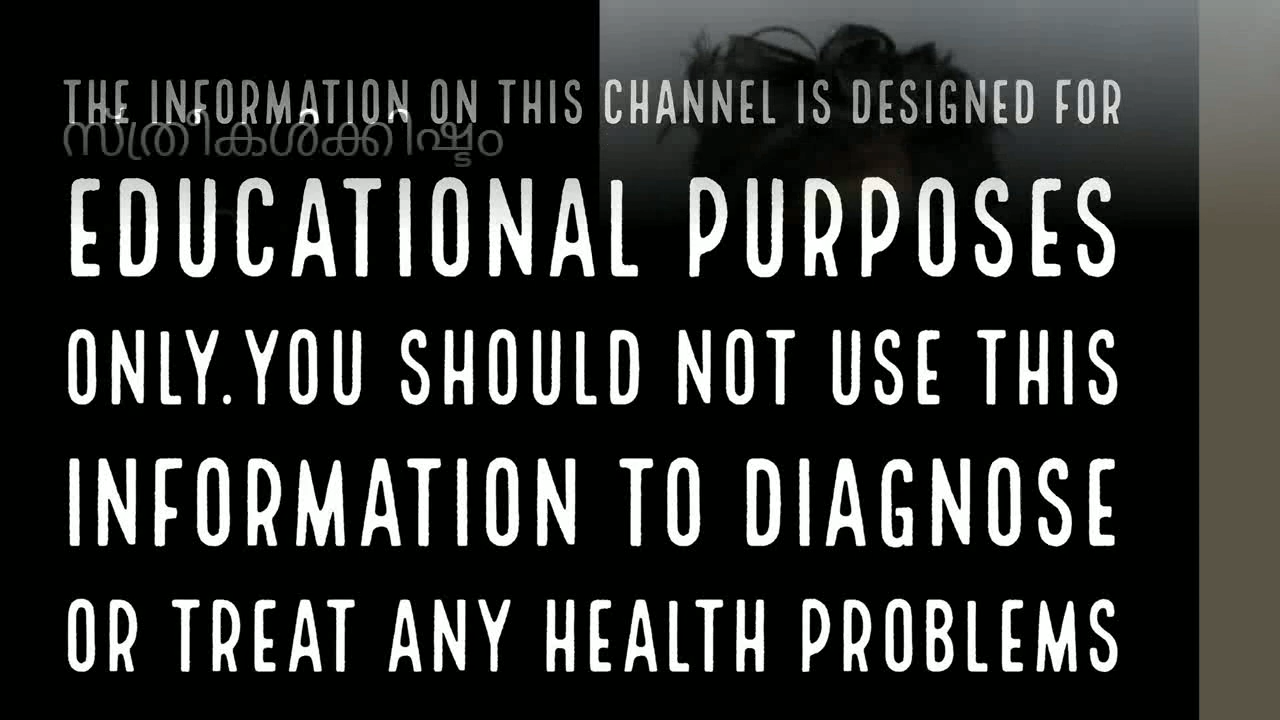 THE INFORMATION ON THIS CHANNEL IS DESIGNED FOR
സ്ത്രീകൾക്കിഷ്ടം
EDUCATIONAL PURPOSES
ONLY.YOU SHOULD NOT USE THIS
INFORMATION TO DIAGNOSE
OR TREAT ANY HEALTH PROBLEMS